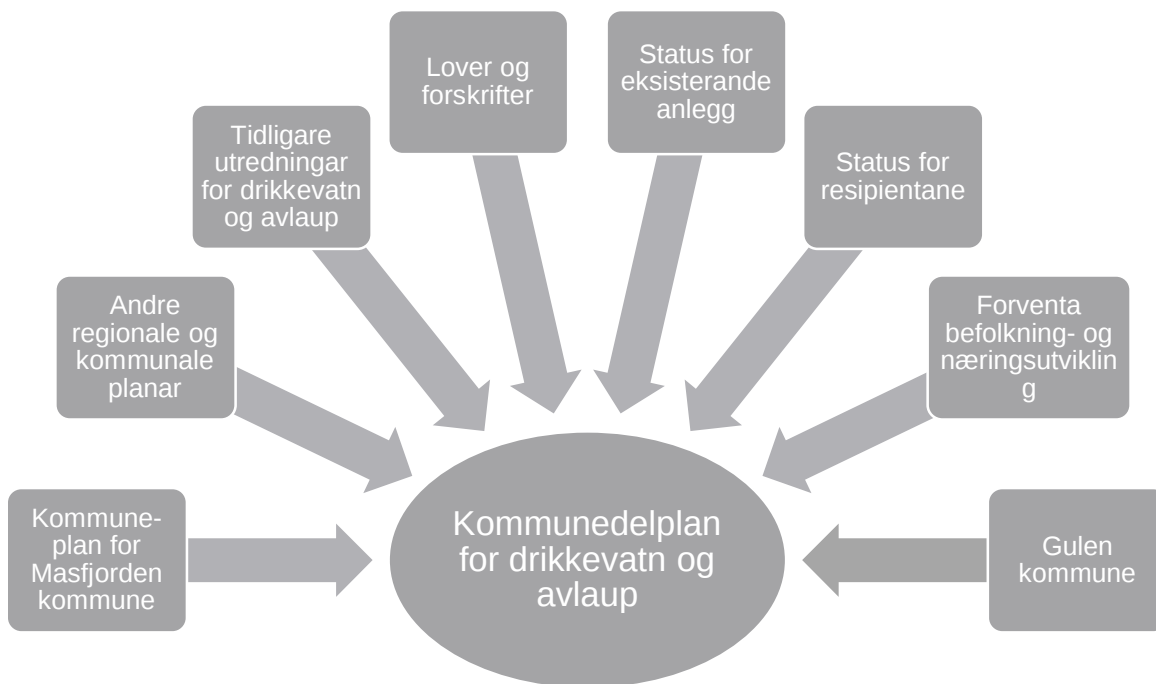 Lover og
forskrifter
Status for
eksisterande
anlegg
Tidligare
utredningar
for drikkevatn
og avlaup
Status for
resipientane
Andre
regionale og
kommunale
planar
Forventa
befolkning- og
næringsutviklin
g
Kommune-
plan for
Masfjorden
kommune
Kommunedelplan
for drikkevatn og
avlaup
Gulen
kommune